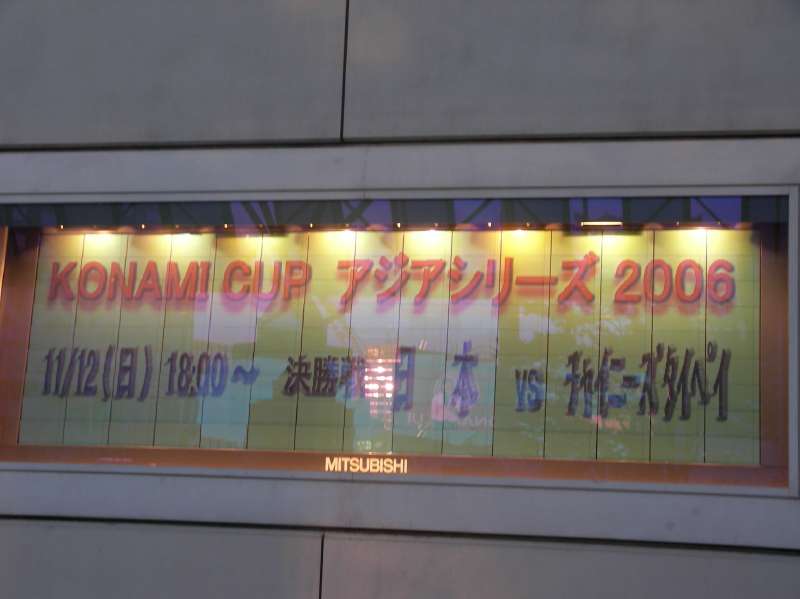 KONAMI CUP アジアシリーズ 2006
11/12(日) 18:00〜 決勝戦 日本 vs チャイニーズタイペイ
MITSUBISHI